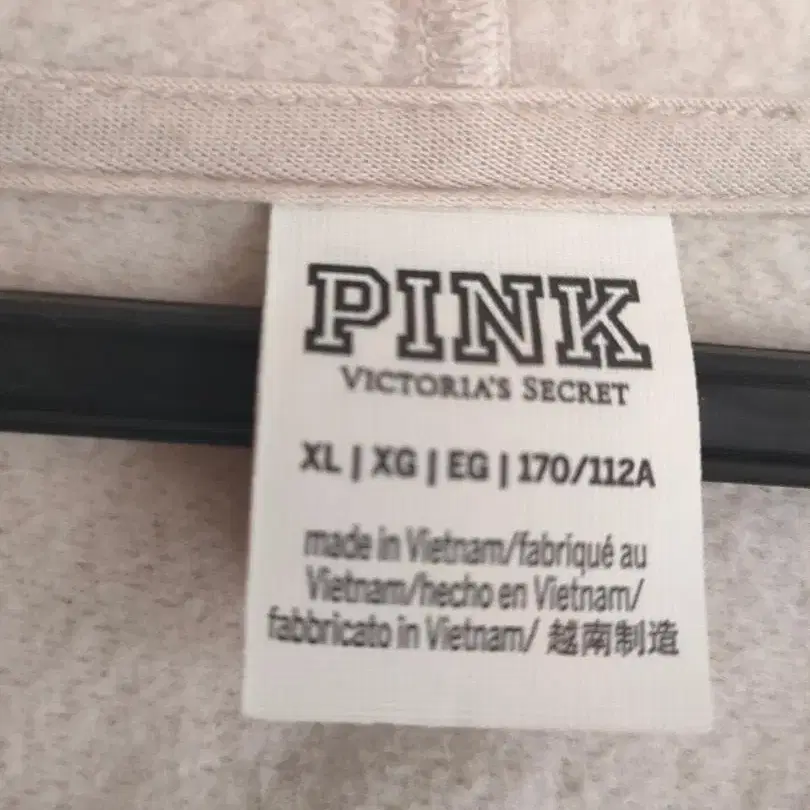 PINK
VICTORIA'S SECRET
XL | XG | EG | 170/112A
made in Vietnam/fabriqué au
Vietnam/hecho en Vietnam/
fabbricato in Vietnam/ 越南制造